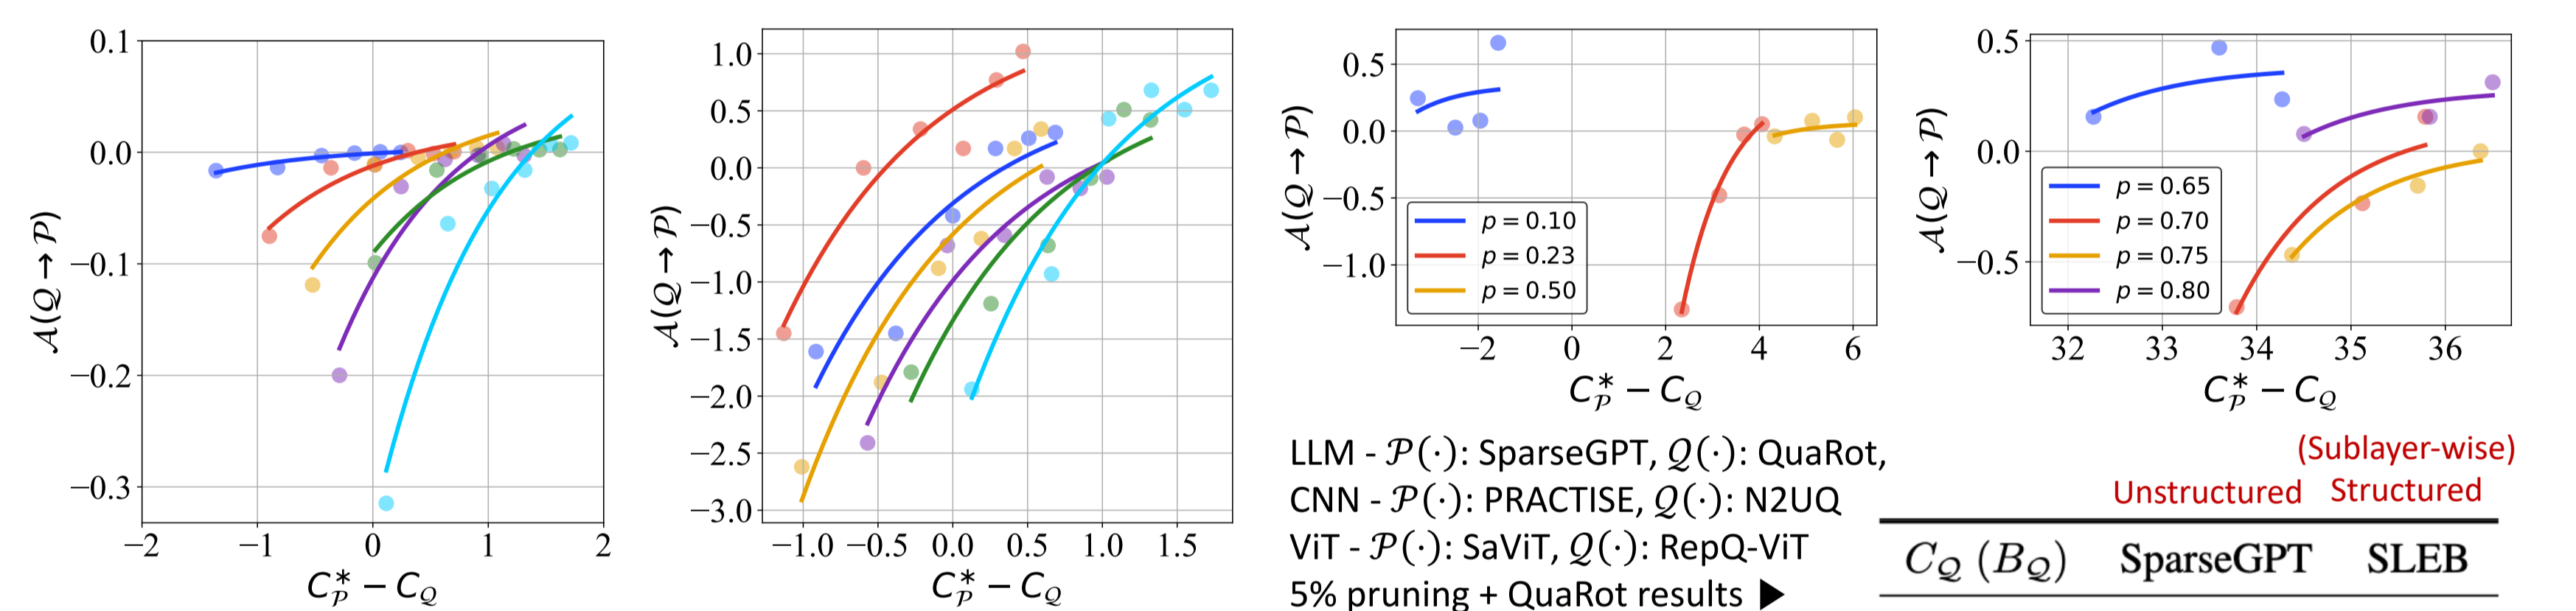 0.1
0.0
−0.1
−0.2
−0.3
−2 −1 0 1 2
𝒜(𝒬 → 𝒫)
C*𝒫 − C𝒬
1.0
0.5
0.0
−0.5
−1.0
−1.5
−2.0
−2.5
−3.0
−1.0 −0.5 0.0 0.5 1.0 1.5
𝒜(𝒬 → 𝒫)
C*𝒫 − C𝒬
0.5
0.0
−0.5
−1.0
−2 0 2 4 6
𝒜(𝒬 → 𝒫)
p = 0.10
p = 0.23
p = 0.50
C*𝒫 − C𝒬
0.5
0.0
−0.5
32 33 34 35 36
𝒜(𝒬 → 𝒫)
p = 0.65
p = 0.70
p = 0.75
p = 0.80
C*𝒫 − C𝒬
LLM - 𝒫(·): SparseGPT, 𝒬(·): QuaRot,
CNN - 𝒫(·): PRACTISE, 𝒬(·): N2UQ
ViT - 𝒫(·): SaViT, 𝒬(·): RepQ-ViT
5% pruning + QuaRot results ▶
(Sublayer-wise)
Unstructured Structured
C𝒬 (B𝒬) SparseGPT SLEB